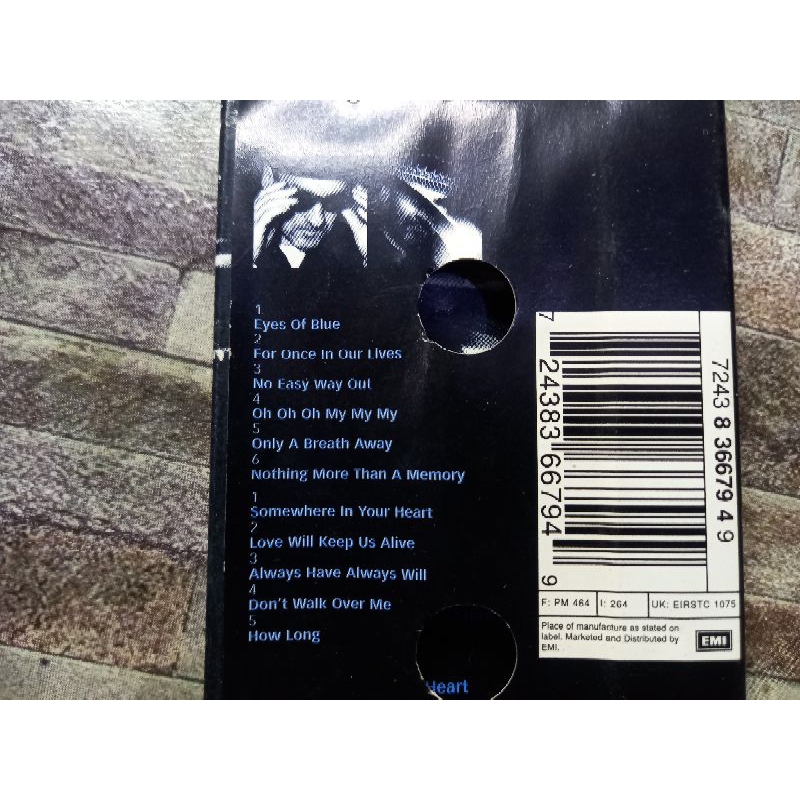 1
Eyes Of Blue
2
For Once In Our Lives
3
No Easy Way Out
4
Oh Oh Oh My My My
5
Only A Breath Away
6
Nothing More Than A Memory
1
Somewhere In Your Heart
2
Love Will Keep Us Alive
3
Always Have Always Will
4
Don't Walk Over Me
5
How Long
Heart
7 24383 66794 9
7243 8 36679 4 9
F: PM 464 I: 264 UK: EIRSTC 1075
Place of manufacture as stated on
label. Marketed and Distributed by
EMI.
EMI